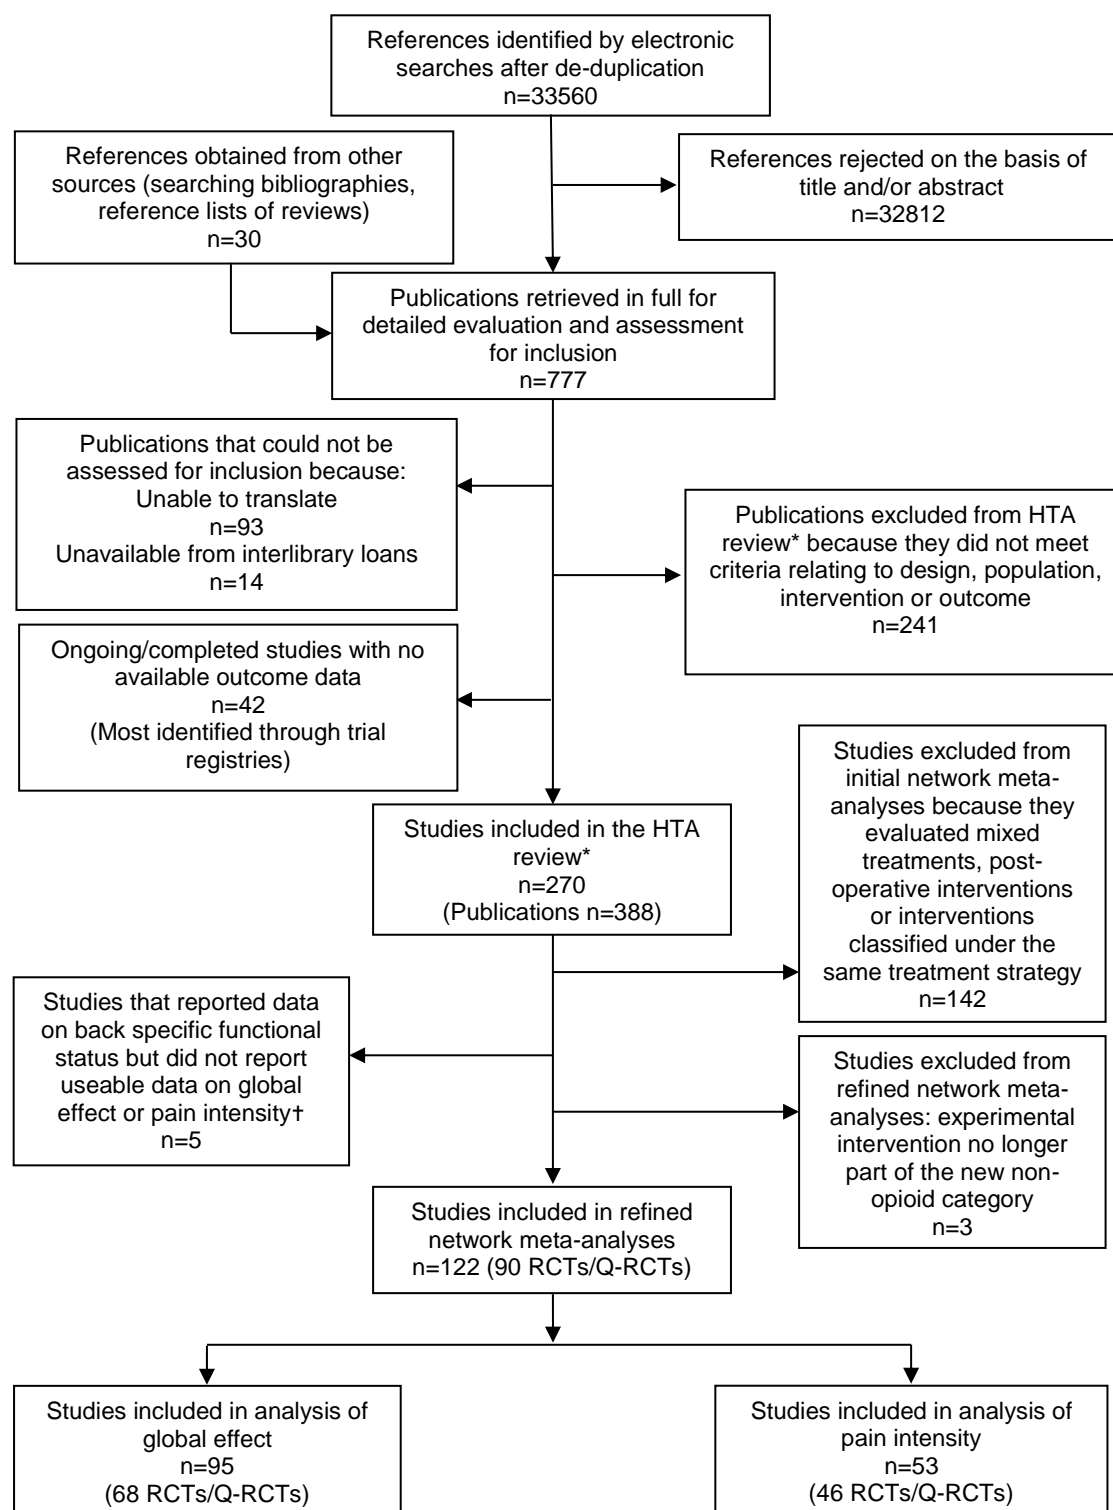 References identified by electronic
searches after de-duplication
n=33560
References obtained from other
sources (searching bibliographies,
reference lists of reviews)
n=30
References rejected on the basis of
title and/or abstract
n=32812
Publications retrieved in full for
detailed evaluation and assessment
for inclusion
n=777
Publications that could not be
assessed for inclusion because:
Unable to translate
n=93
Unavailable from interlibrary loans
n=14
Publications excluded from HTA
review* because they did not meet
criteria relating to design, population,
intervention or outcome
n=241
Ongoing/completed studies with no
available outcome data
n=42
(Most identified through trial
registries)
Studies included in the HTA
review*
n=270
(Publications n=388)
Studies excluded from
initial network meta-
analyses because they
evaluated mixed
treatments, post-
operative interventions
or interventions
classified under the
same treatment strategy
n=142
Studies that reported data
on back specific functional
status but did not report
useable data on global
effect or pain intensity†
n=5
Studies excluded from
refined network meta-
analyses: experimental
intervention no longer
part of the new non-
opioid category
n=3
Studies included in refined
network meta-analyses
n=122 (90 RCTs/Q-RCTs)
Studies included in analysis of
global effect
n=95
(68 RCTs/Q-RCTs)
Studies included in analysis of
pain intensity
n=53
(46 RCTs/Q-RCTs)